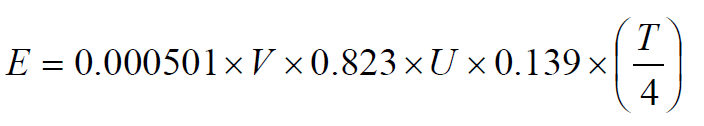 E = 0.000501 × V × 0.823 × U × 0.139 × (T/4)